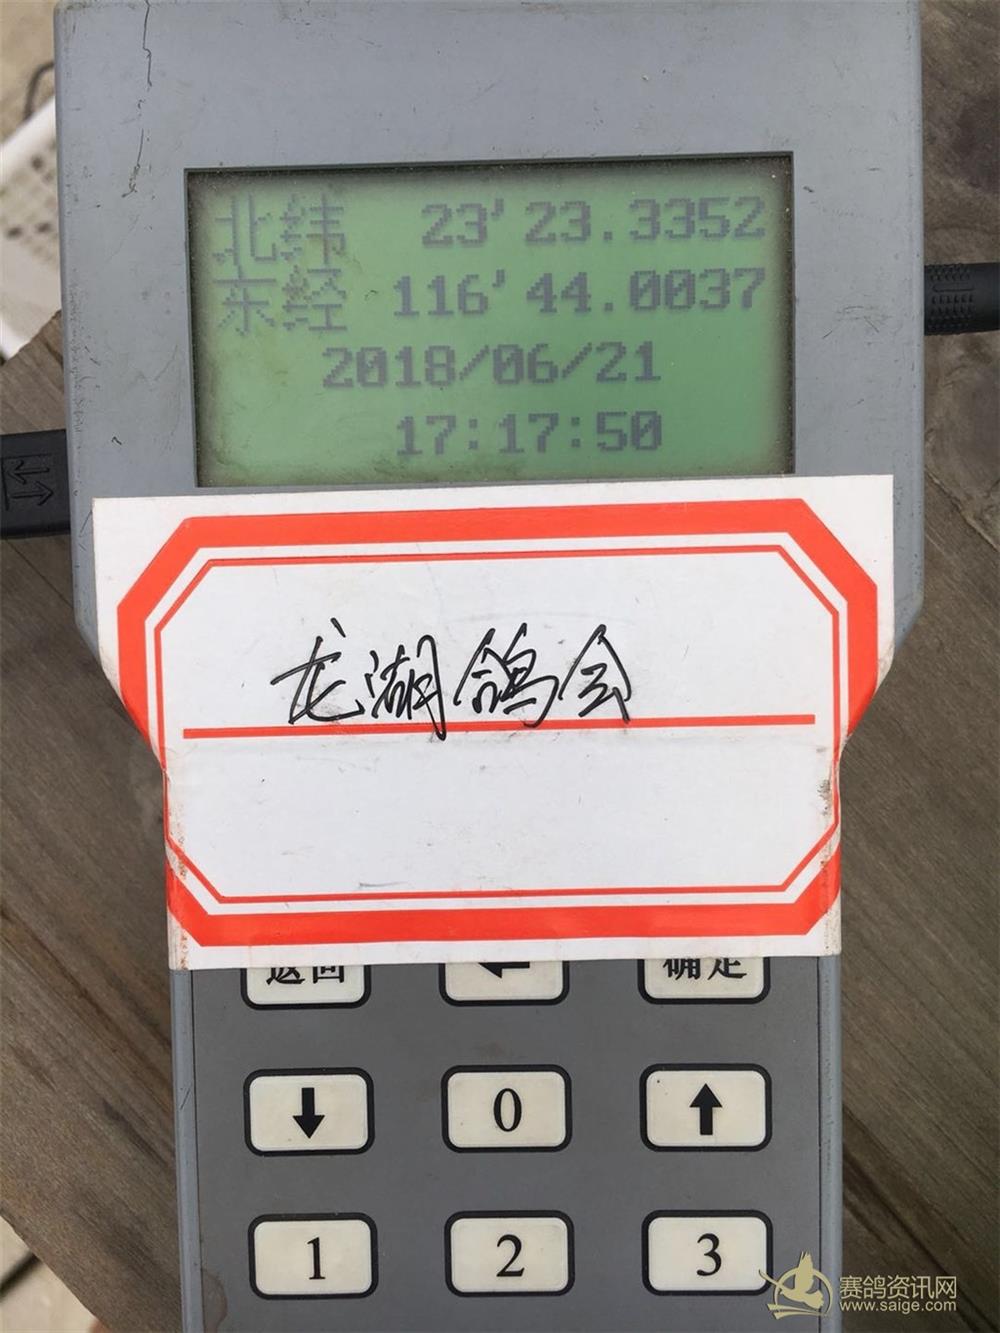 北纬 23'23.3352
东经 116'44.0037
2018/06/21
17:17:50
龙湖鸽会
返回 ← 确定
↓ 0 ↑
1 2 3
赛鸽资讯网
www.saige.com